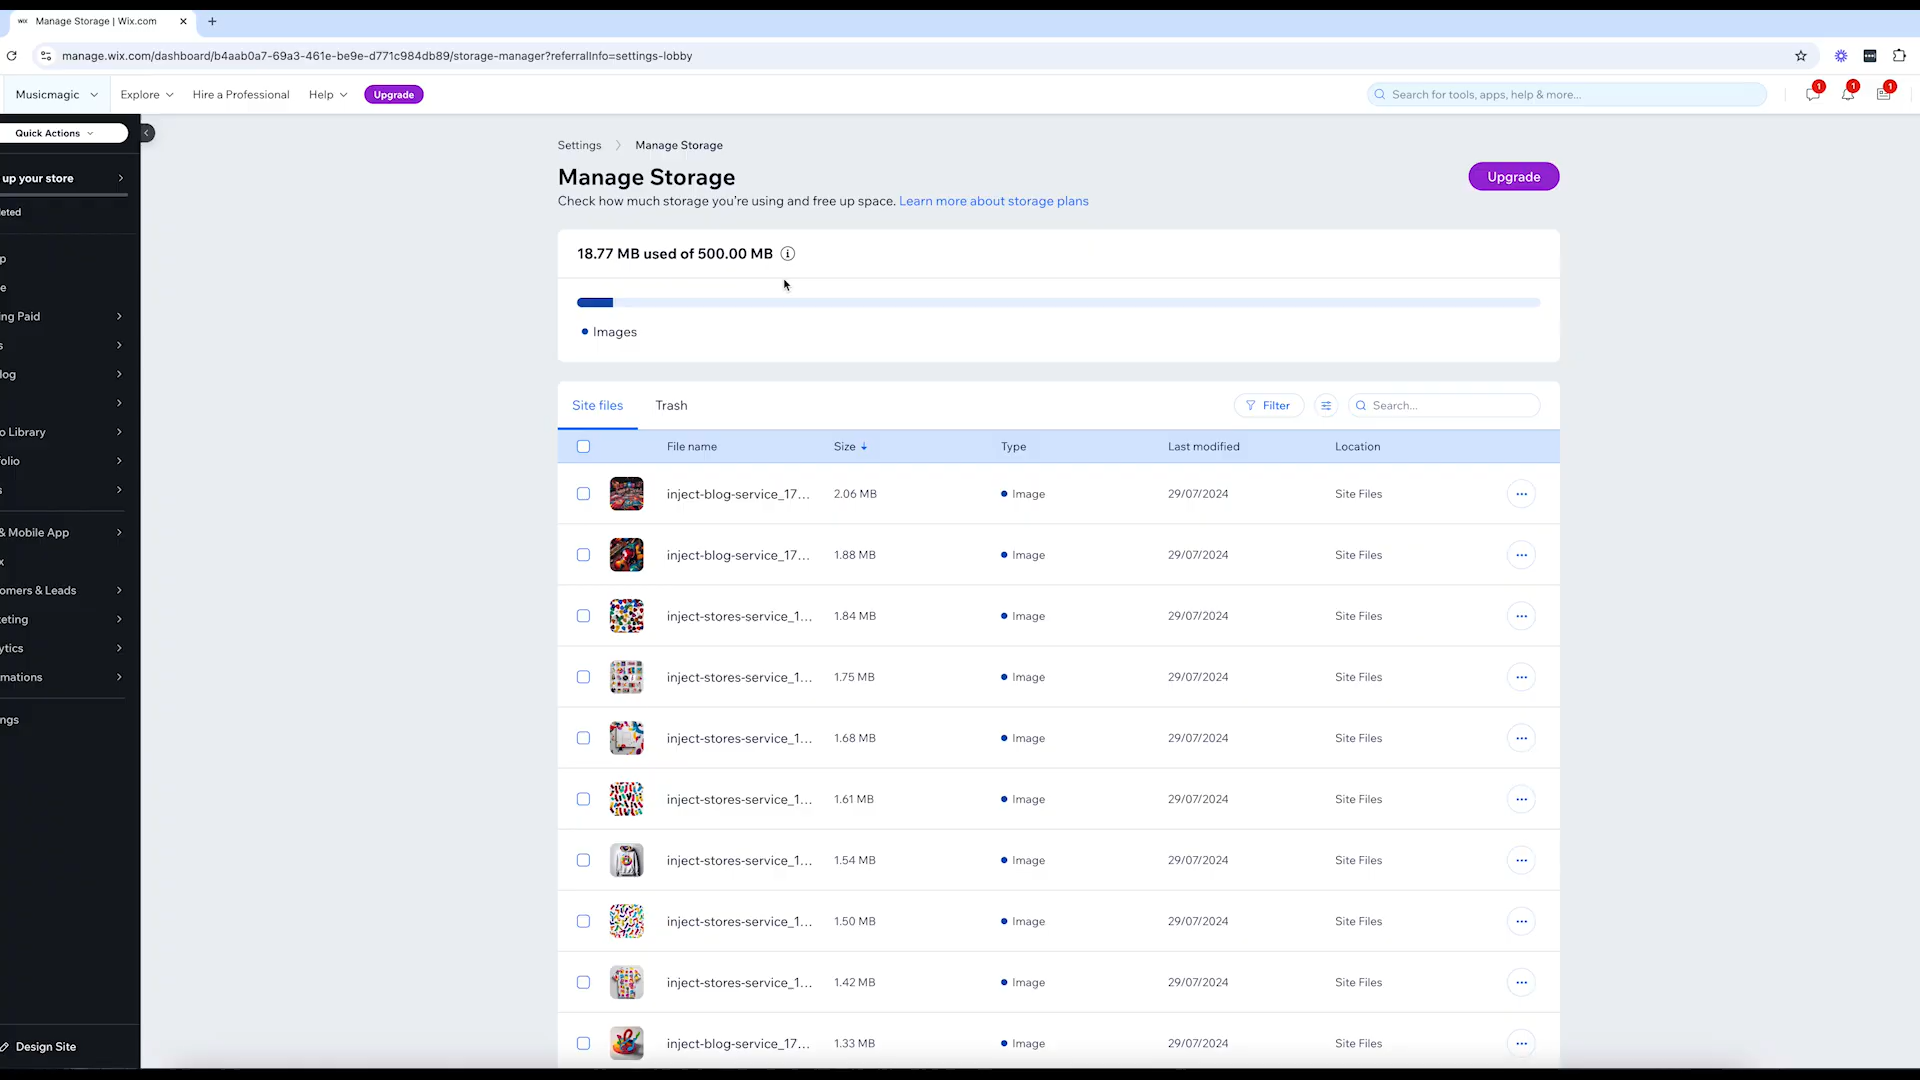 WiX Manage Storage | Wix.com
manage.wix.com/dashboard/b4aab0a7-69a3-461e-be9e-d771c984db89/storage-manager?referralInfo=settings-lobby
Musicmagic Explore Hire a Professional Help Upgrade Search for tools, apps, help & more... 1 1 1
Quick Actions
up your store
leted
p
e
ing Paid
s
log
o Library
folio
s
& Mobile App
x
omers & Leads
eting
ytics
mations
ngs
Design Site
Settings Manage Storage
Manage Storage
Upgrade
Check how much storage you're using and free up space. Learn more about storage plans
18.77 MB used of 500.00 MB
Images
Site files Trash Filter Search...
File name Size Type Last modified Location
inject-blog-service_17... 2.06 MB Image 29/07/2024 Site Files
inject-blog-service_17... 1.88 MB Image 29/07/2024 Site Files
inject-stores-service_1... 1.84 MB Image 29/07/2024 Site Files
inject-stores-service_1... 1.75 MB Image 29/07/2024 Site Files
inject-stores-service_1... 1.68 MB Image 29/07/2024 Site Files
inject-stores-service_1... 1.61 MB Image 29/07/2024 Site Files
inject-stores-service_1... 1.54 MB Image 29/07/2024 Site Files
inject-stores-service_1... 1.50 MB Image 29/07/2024 Site Files
inject-stores-service_1... 1.42 MB Image 29/07/2024 Site Files
inject-blog-service_17... 1.33 MB Image 29/07/2024 Site Files